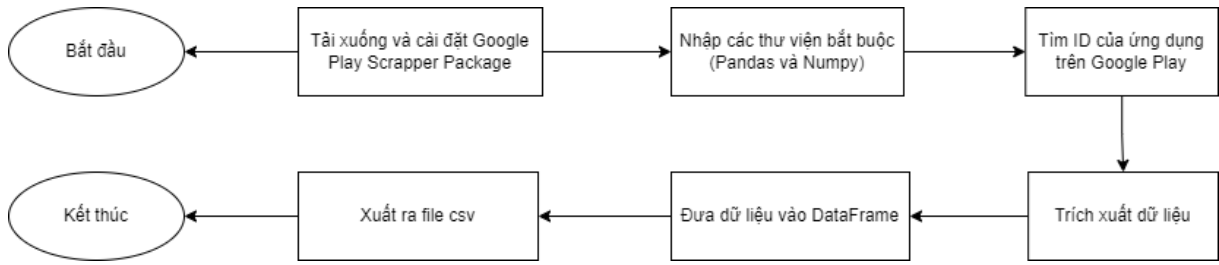 Bắt đầu
Tải xuống và cài đặt Google
Play Scrapper Package
Nhập các thư viện bắt buộc
(Pandas và Numpy)
Tìm ID của ứng dụng
trên Google Play
Trích xuất dữ liệu
Đưa dữ liệu vào DataFrame
Xuất ra file csv
Kết thúc